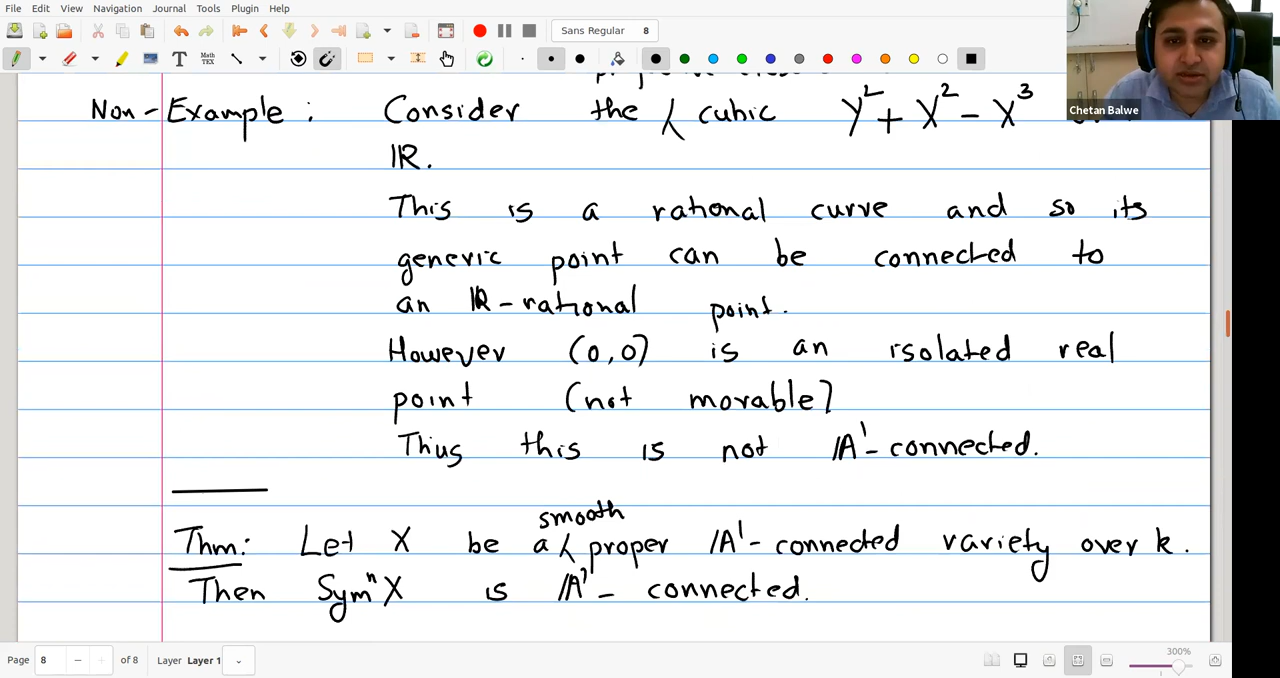 File Edit View Navigation Journal Tools Plugin Help
Sans Regular 8
Chetan Balwe
Non-Example : Consider the ⁁ cubic Y² + X² - X³
ℝ.
This is a rational curve and so its
generic point can be connected to
an ℝ-rational point.
However (0,0) is an isolated real
point (not movable)
Thus this is not 𝔸¹-connected.
smooth
Thm: Let X be a ⁁ proper 𝔸¹-connected variety over k.
Then Symⁿ X is 𝔸¹-connected.
Page 8 of 8 Layer Layer 1 300%